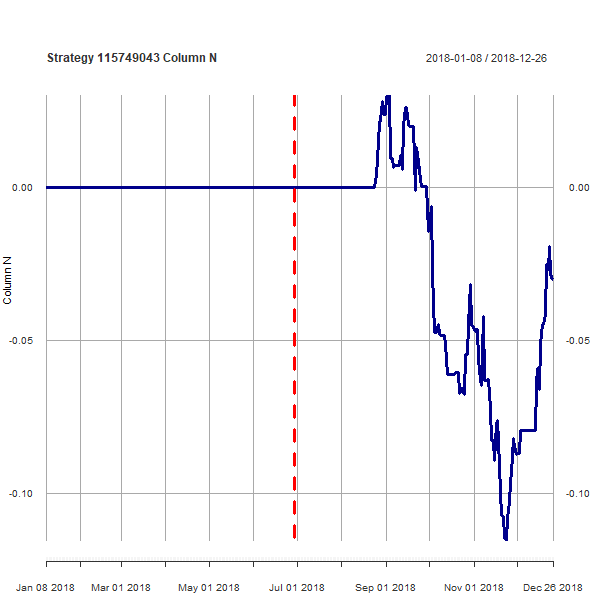 Strategy 115749043 Column N 2018-01-08 / 2018-12-26
0.00 0.00
-0.05 -0.05
-0.10 -0.10
Column N
Jan 08 2018 Mar 01 2018 May 01 2018 Jul 01 2018 Sep 01 2018 Nov 01 2018 Dec 26 2018